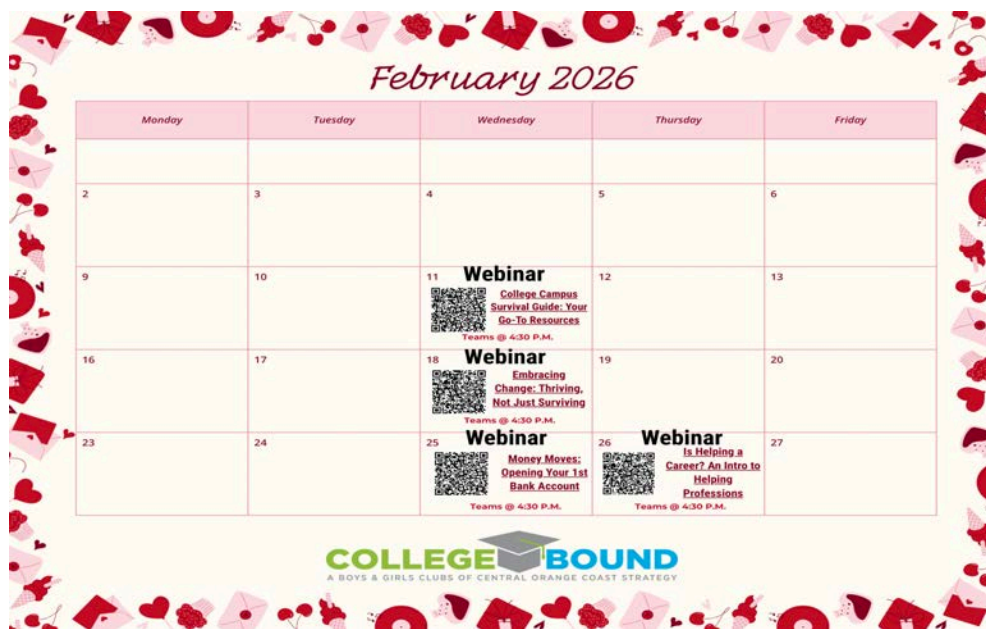 February 2026
Monday
Tuesday
Wednesday
Thursday
Friday
2
3
4
5
6
9
10
11
Webinar
College Campus
Survival Guide: Your
Go-To Resources
Teams @ 4:30 P.M.
12
13
16
17
18
Webinar
Embracing
Change: Thriving,
Not Just Surviving
Teams @ 4:30 P.M.
19
20
23
24
25
Webinar
Money Moves:
Opening Your 1st
Bank Account
Teams @ 4:30 P.M.
26
Webinar
Is Helping a
Career? An Intro to
Helping
Professions
Teams @ 4:30 P.M.
27
COLLEGE BOUND
A BOYS & GIRLS CLUBS OF CENTRAL ORANGE COAST STRATEGY